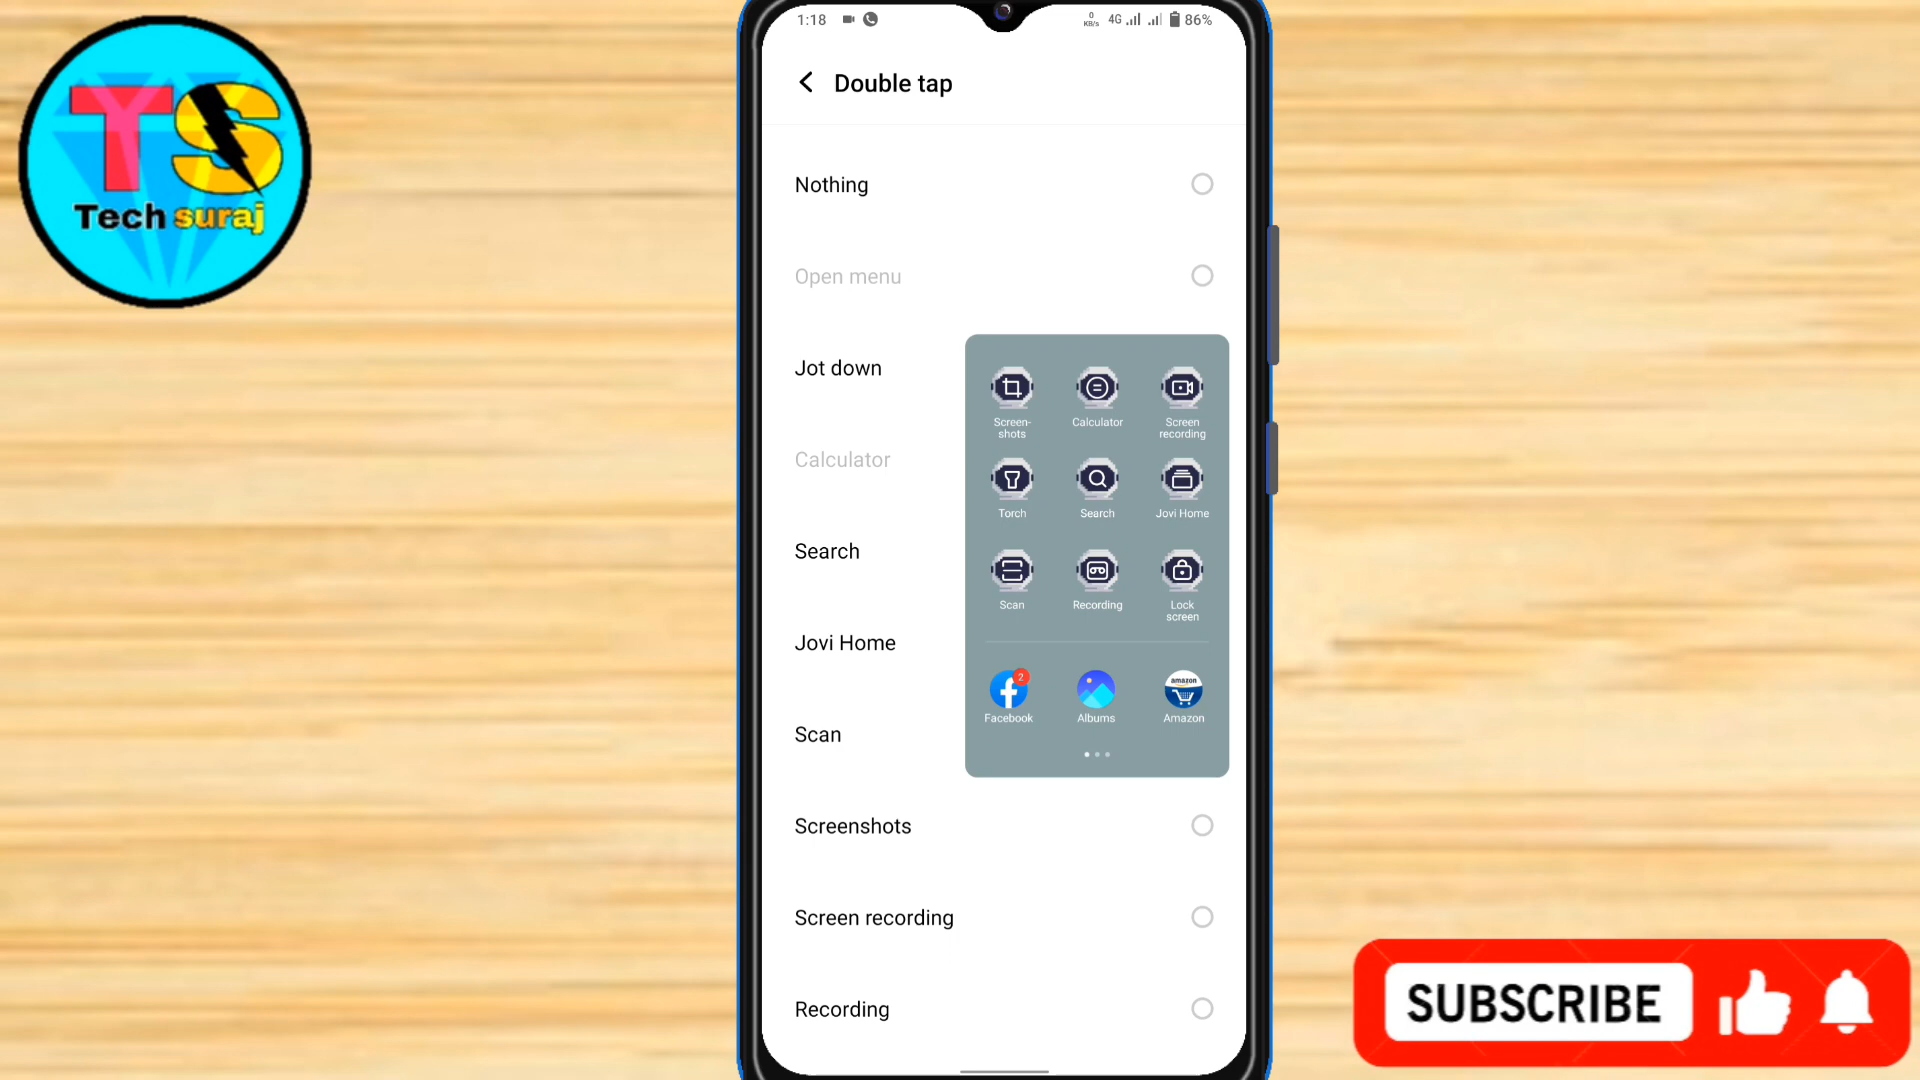 TS
Tech suraj
1:18
0
KB/s
4G
86%
Double tap
Nothing
Open menu
Jot down
Calculator
Search
Jovi Home
Scan
Screenshots
Screen recording
Recording
Screen-
shots
Calculator
Screen
recording
Torch
Search
Jovi Home
Scan
Recording
Lock
screen
2
amazon
Facebook
Albums
Amazon
SUBSCRIBE